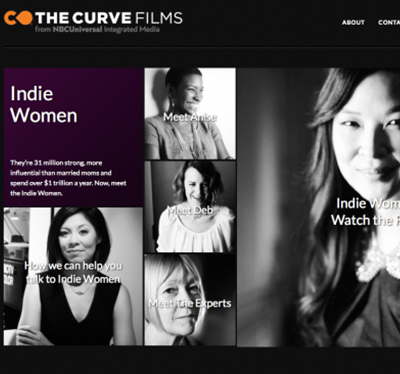 THE CURVE FILMS
from NBCUniversal Integrated Media
ABOUT
Indie
Women
They're 31 million strong, more
influential than married moms and
spend over $1 trillion a year. Now, meet
the Indie Women.
Meet Anise
Meet Deb
Indie Wom
Watch the F
How we can help you
talk to Indie Women
Meet The Experts